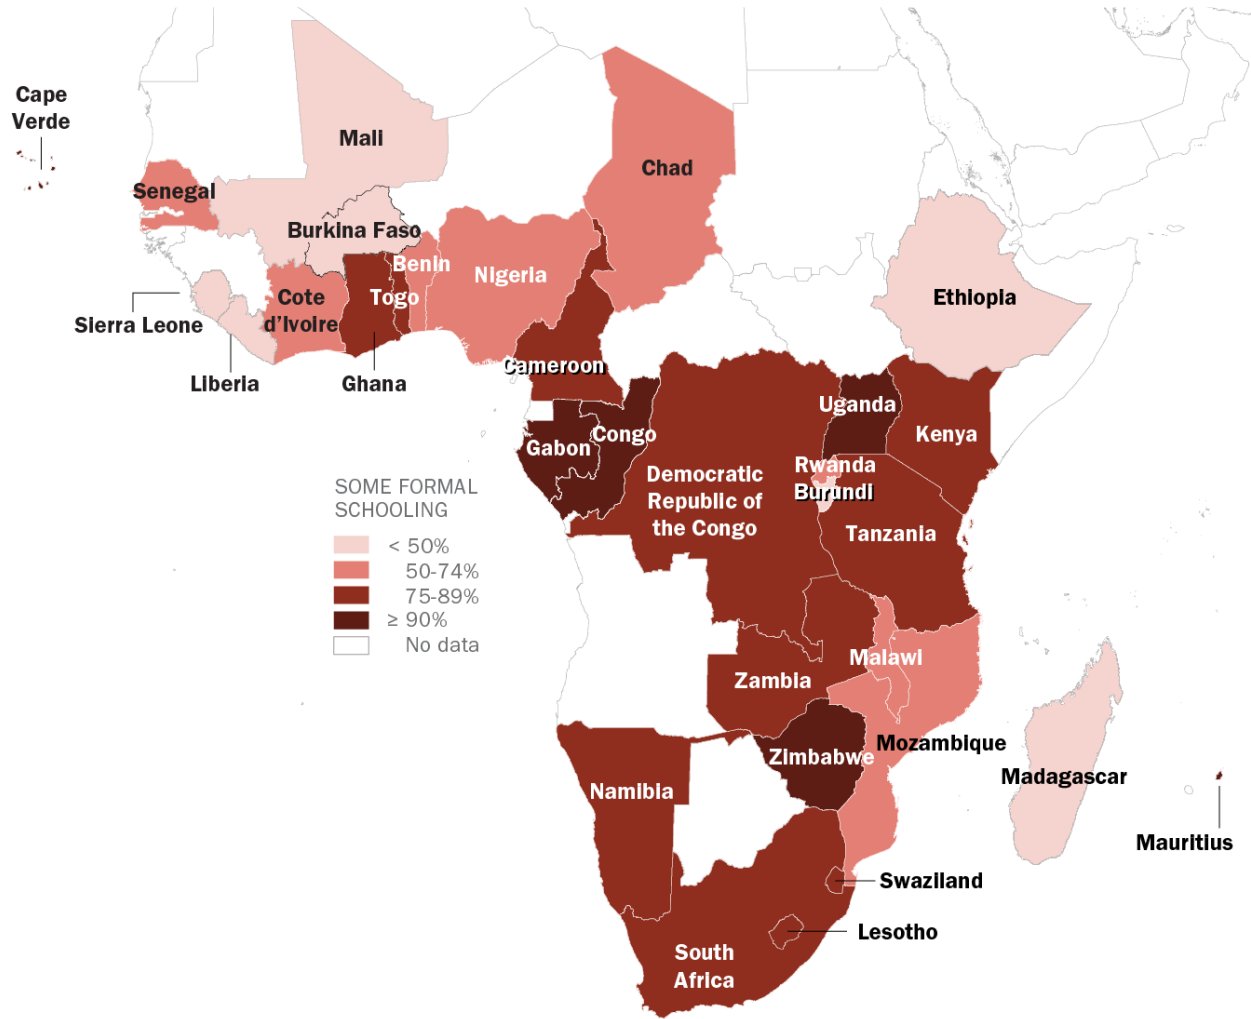 Cape
Verde
Mali
Chad
Senegal
Burkina Faso
Benin
Nigeria
Ethiopia
Cote
d'Ivoire
Togo
Sierra Leone
Liberia
Ghana
Cameroon
Uganda
Gabon
Congo
Kenya
Rwanda
Burundi
Democratic
Republic of
the Congo
Tanzania
SOME FORMAL
SCHOOLING
< 50%
50-74%
75-89%
≥ 90%
No data
Malawi
Zambia
Mozambique
Zimbabwe
Madagascar
Namibia
Mauritius
Swaziland
Lesotho
South
Africa